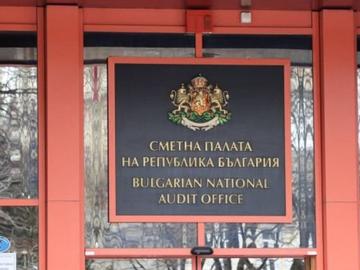 СМЕТНА ПАЛАТА
НА РЕПУБЛИКА БЪЛГАРИЯ
BULGARIAN NATIONAL
AUDIT OFFICE